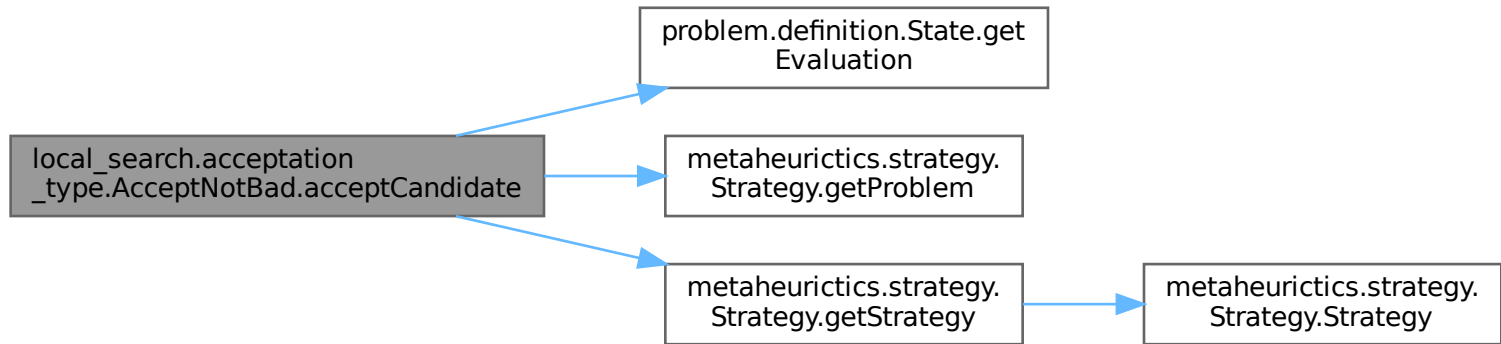 problem.definition.State.get
Evaluation
local_search.acceptation
_type.AcceptNotBad.acceptCandidate
metaheurictics.strategy.
Strategy.getProblem
metaheurictics.strategy.
Strategy.getStrategy
metaheurictics.strategy.
Strategy.Strategy